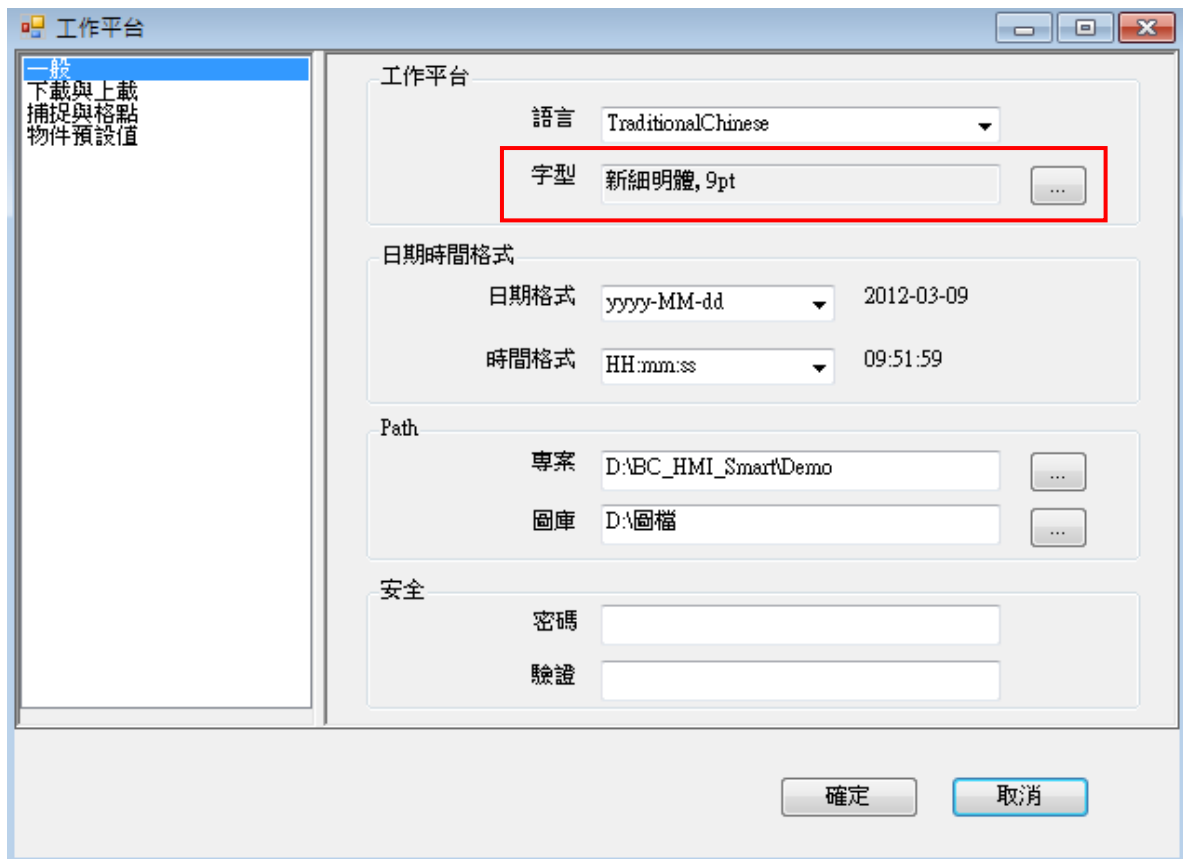 工作平台
一般
下載與上載
捕捉與格點
物件預設值
工作平台
語言 TraditionalChinese
字型 新細明體, 9pt ...
日期時間格式
日期格式 yyyy-MM-dd 2012-03-09
時間格式 HH:mm:ss 09:51:59
Path
專案 D:\BC_HMI_Smart\Demo ...
圖庫 D:\圖檔 ...
安全
密碼
驗證
確定 取消